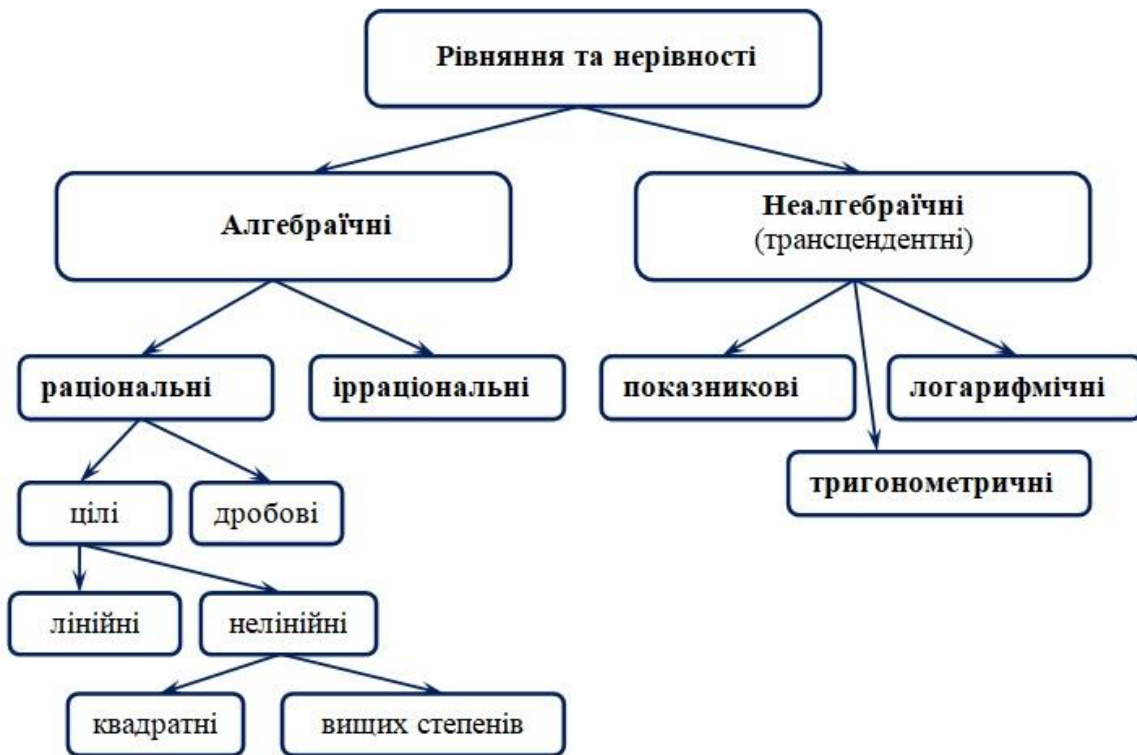 Рівняння та нерівності
Алгебраїчні
Неалгебраїчні
(трансцендентні)
раціональні
ірраціональні
показникові
логарифмічні
тригонометричні
цілі
дробові
лінійні
нелінійні
квадратні
вищих степенів